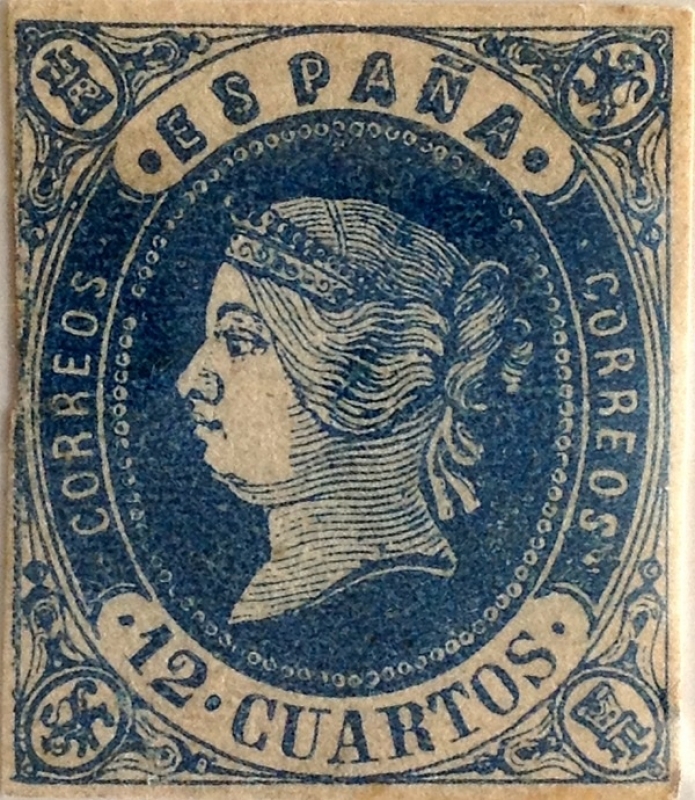 · ESPAÑA ·
CORREOS
CORREOS
· 12 · CUARTOS ·